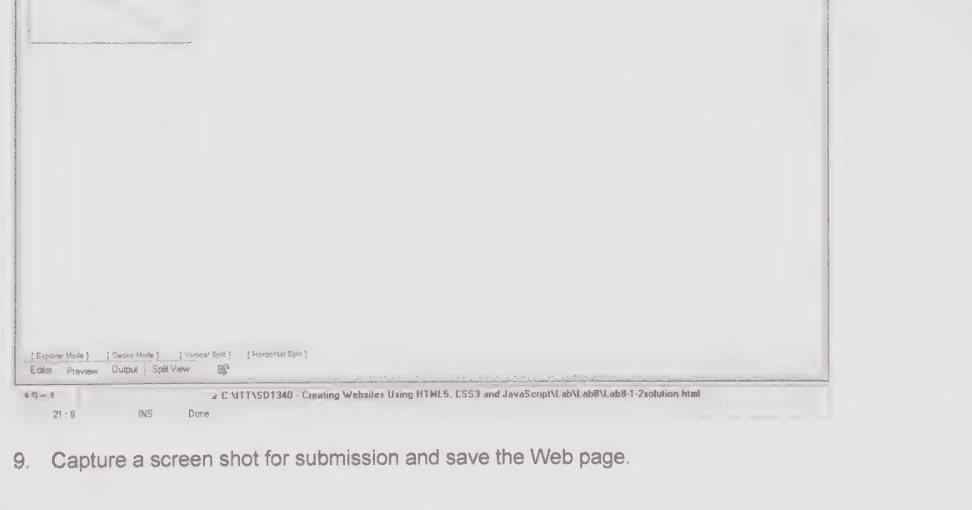 [ Explorer Mode ] [ Gecko Mode ] [ Vertical Split ] [ Horizontal Split ]
Editor Preview Output Split View
C:\ITT\SD1340 - Creating Websites Using HTML5, CSS3 and JavaScript\Lab\Lab8\Lab8-T-2solution.html
21 : 8 INS Done
9. Capture a screen shot for submission and save the Web page.